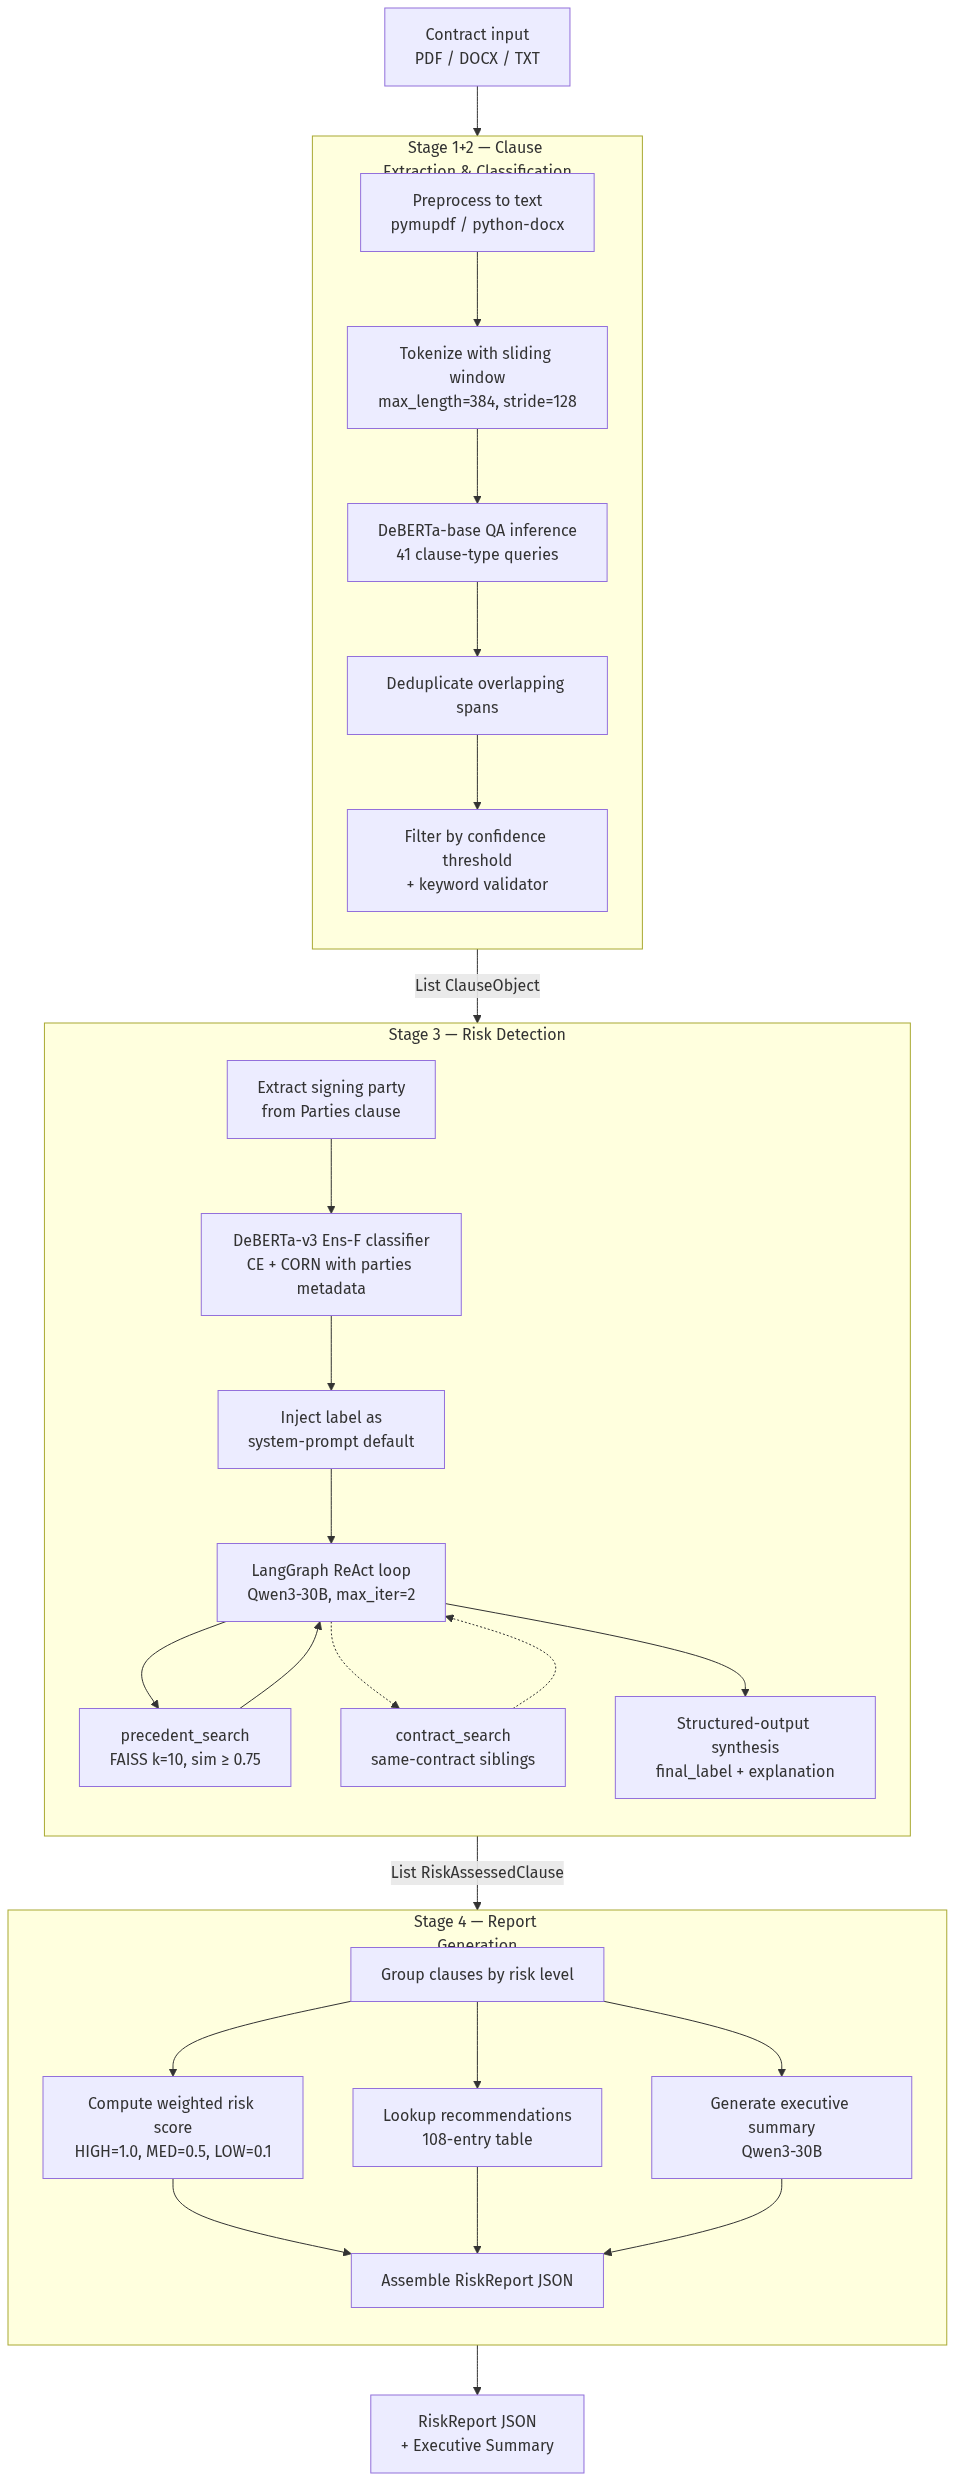 Contract input
PDF / DOCX / TXT
Stage 1+2 — Clause
Extraction & Classification
Preprocess to text
pymupdf / python-docx
Tokenize with sliding
window
max_length=384, stride=128
DeBERTa-base QA inference
41 clause-type queries
Deduplicate overlapping
spans
Filter by confidence
threshold
+ keyword validator
List ClauseObject
Stage 3 — Risk Detection
Extract signing party
from Parties clause
DeBERTa-v3 Ens-F classifier
CE + CORN with parties
metadata
Inject label as
system-prompt default
LangGraph ReAct loop
Qwen3-30B, max_iter=2
precedent_search
FAISS k=10, sim ≥ 0.75
contract_search
same-contract siblings
Structured-output
synthesis
final_label + explanation
List RiskAssessedClause
Stage 4 — Report
Generation
Group clauses by risk level
Compute weighted risk
score
HIGH=1.0, MED=0.5, LOW=0.1
Lookup recommendations
108-entry table
Generate executive
summary
Qwen3-30B
Assemble RiskReport JSON
RiskReport JSON
+ Executive Summary